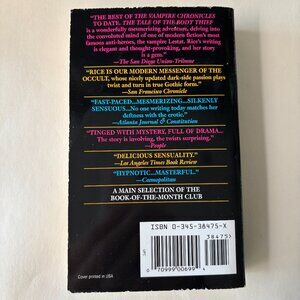 "THE BEST OF THE VAMPIRE CHRONICLES
TO DATE, THE TALE OF THE BODY THIEF
is a wonderfully mesmerizing adventure, delving into
the convoluted mind of one of modern fiction's most
famous anti-heroes, the vampire Lestat. Rice's writing
is elegant and thought-provoking, and her story
is a gem."
—The San Diego Union-Tribune
"RICE IS OUR MODERN MESSENGER OF THE
OCCULT, whose nicely updated dark-side passion plays
twist and turn in true Gothic form."
—San Francisco Chronicle
"FAST-PACED...MESMERIZING...SILKENLY
SENSUOUS...No one writing today matches her
deftness with the erotic."
—Atlanta Journal & Constitution
"TINGED WITH MYSTERY, FULL OF DRAMA...
The story is involving, the twists surprising."
—People
"DELICIOUS SENSUALITY."
—Los Angeles Times Book Review
"HYPNOTIC...MASTERFUL."
—Cosmopolitan
A MAIN SELECTION OF THE
BOOK-OF-THE-MONTH CLUB
ISBN 0-345-38475-X
38475
0 70999 00699 4
Cover printed in USA